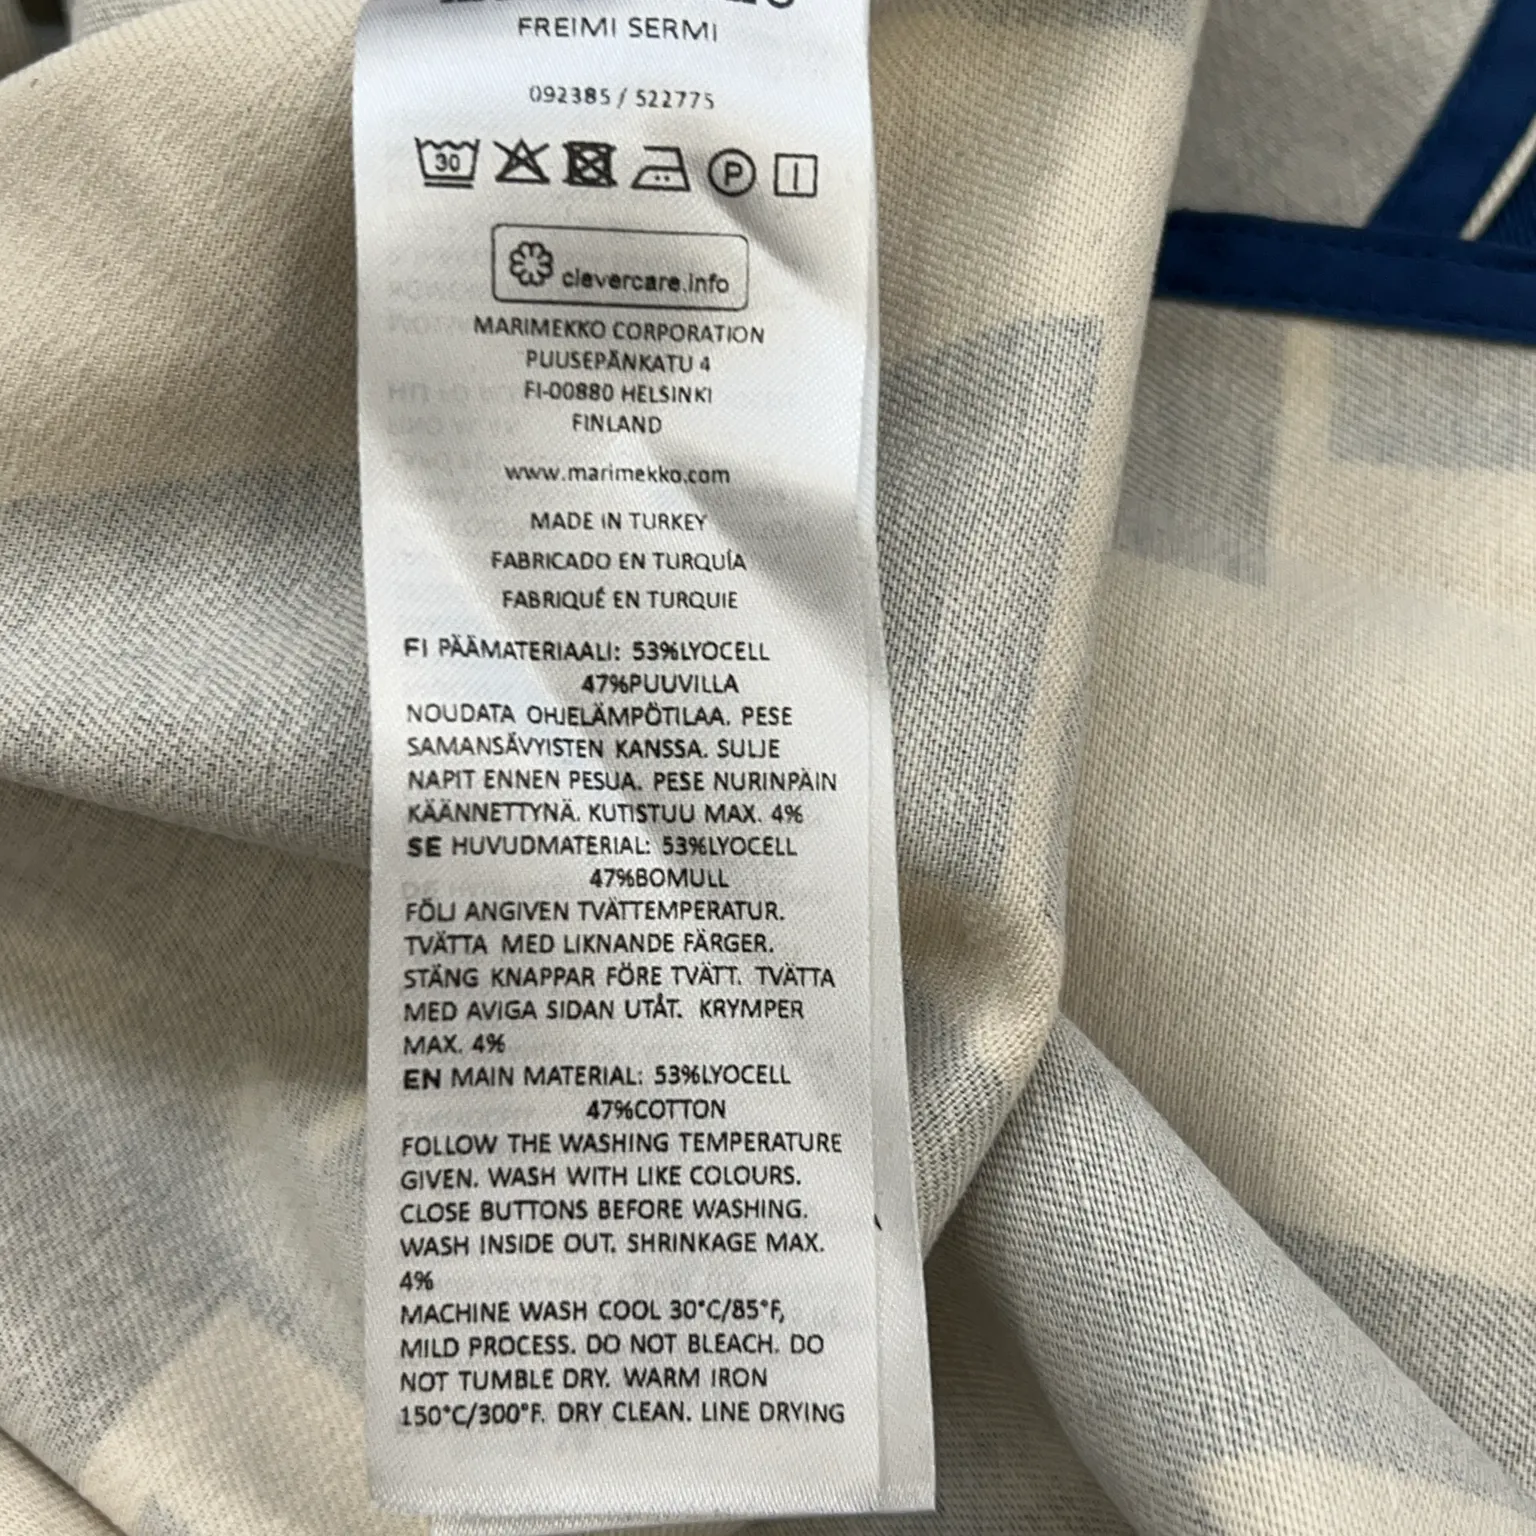 FREIMI SERMI
092385 / 522775
30
P
clevercare.info
MARIMEKKO CORPORATION
PUUSEPÄNKATU 4
FI-00880 HELSINKI
FINLAND
www.marimekko.com
MADE IN TURKEY
FABRICADO EN TURQUÍA
FABRIQUÉ EN TURQUIE
FI PÄÄMATERIAALI: 53%LYOCELL
47%PUUVILLA
NOUDATA OHJELÄMPÖTILAA. PESE
SAMANSÄVYISTEN KANSSA. SULJE
NAPIT ENNEN PESUA. PESE NURINPÄIN
KÄÄNNETTYNÄ. KUTISTUU MAX. 4%
SE HUVUDMATERIAL: 53%LYOCELL
47%BOMULL
FÖLJ ANGIVEN TVÄTTEMPERATUR.
TVÄTTA MED LIKNANDE FÄRGER.
STÄNG KNAPPAR FÖRE TVÄTT. TVÄTTA
MED AVIGA SIDAN UTÅT. KRYMPER
MAX. 4%
EN MAIN MATERIAL: 53%LYOCELL
47%COTTON
FOLLOW THE WASHING TEMPERATURE
GIVEN. WASH WITH LIKE COLOURS.
CLOSE BUTTONS BEFORE WASHING.
WASH INSIDE OUT. SHRINKAGE MAX.
4%
MACHINE WASH COOL 30°C/85°F,
MILD PROCESS. DO NOT BLEACH. DO
NOT TUMBLE DRY. WARM IRON
150°C/300°F. DRY CLEAN. LINE DRYING